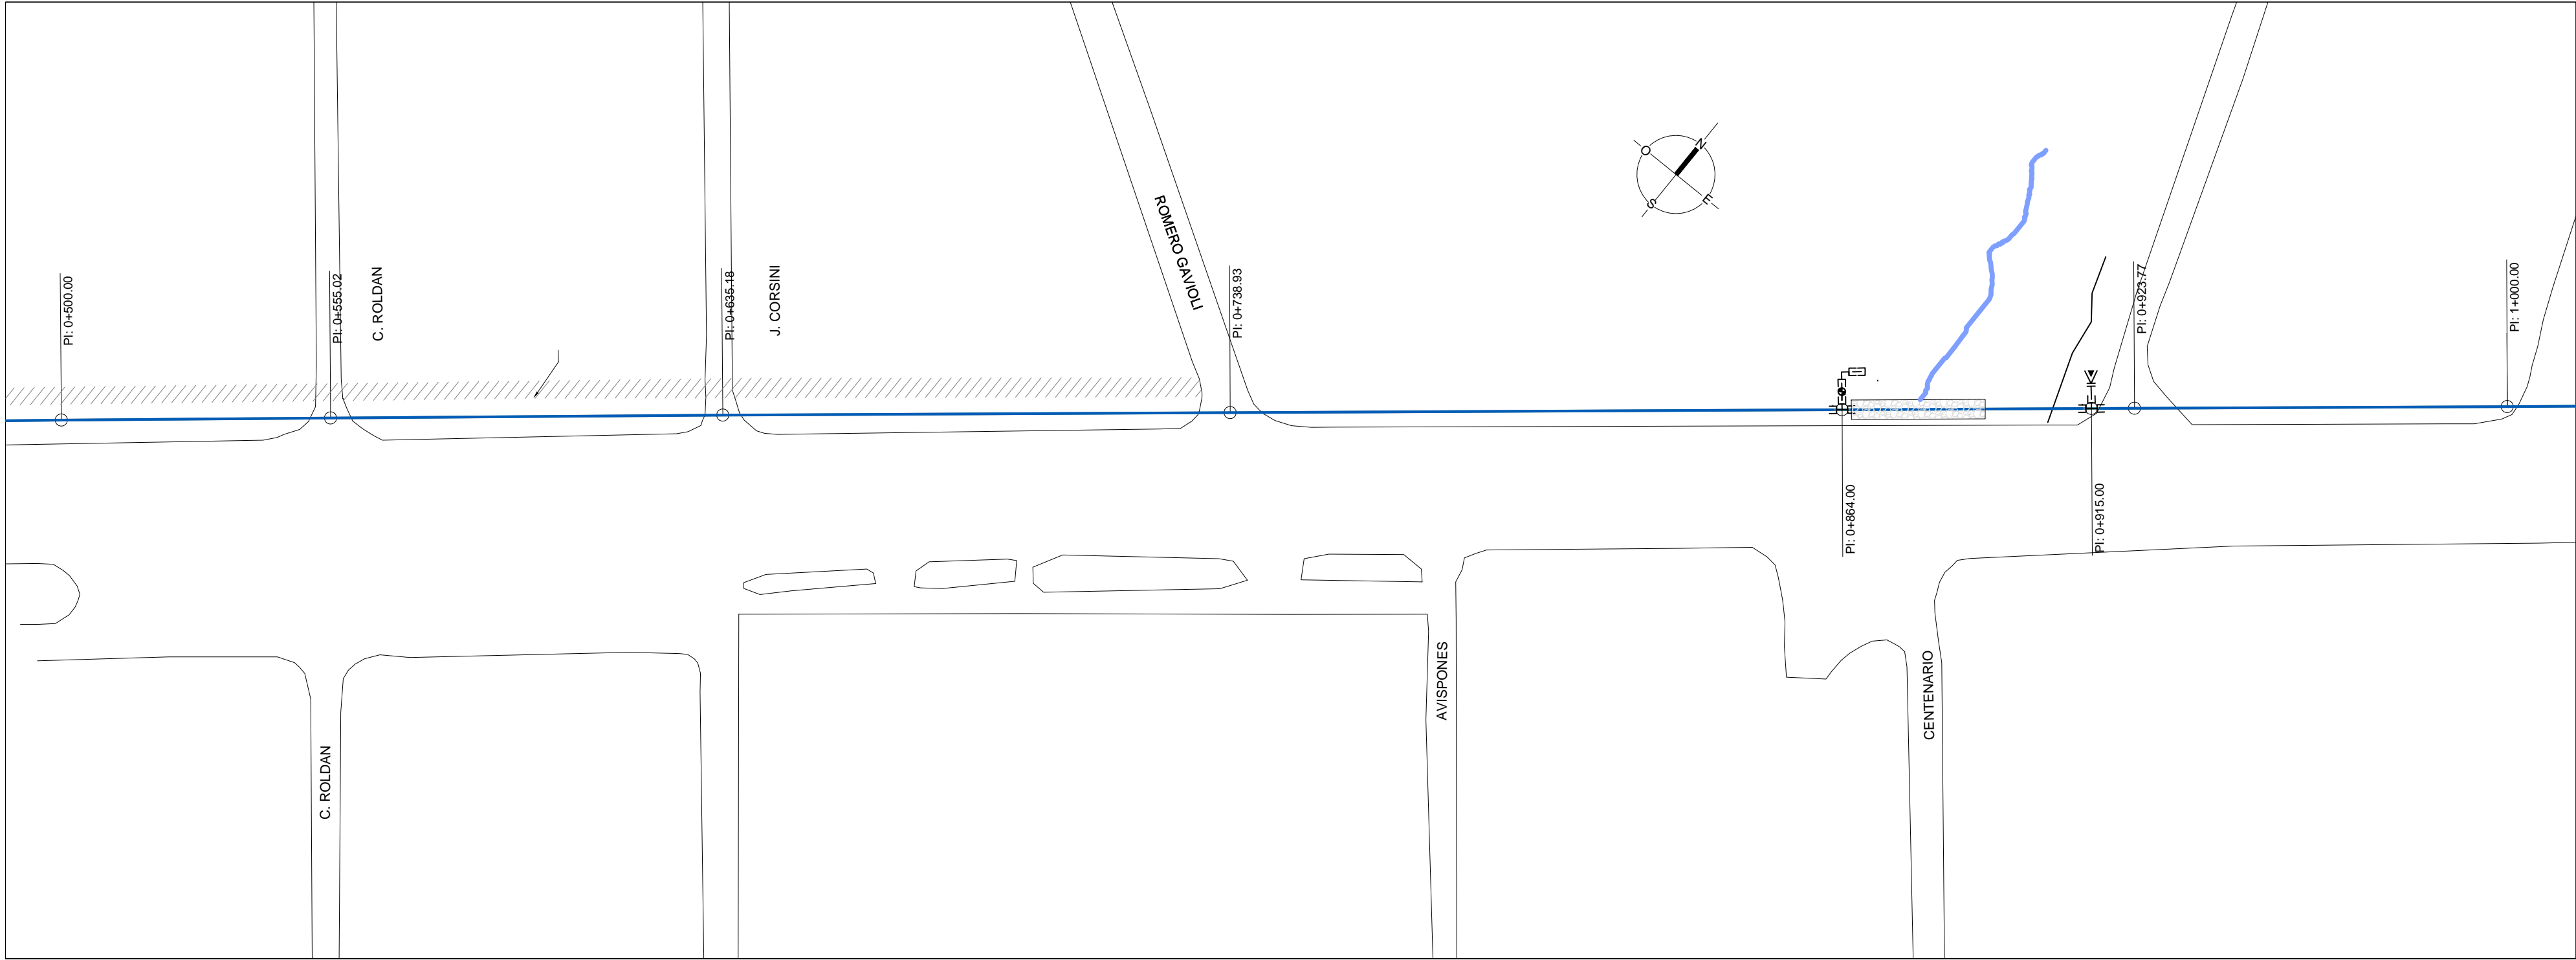 PI: 0+500.00
PI: 0+555.02
C. ROLDAN
PI: 0+635.18
J. CORSINI
ROMERO GAVIOLI
PI: 0+738.93
O
N
S
E
PI: 0+923.77
PI: 1+000.00
PI: 0+864.00
PI: 0+915.00
C. ROLDAN
AVISPONES
CENTENARIO